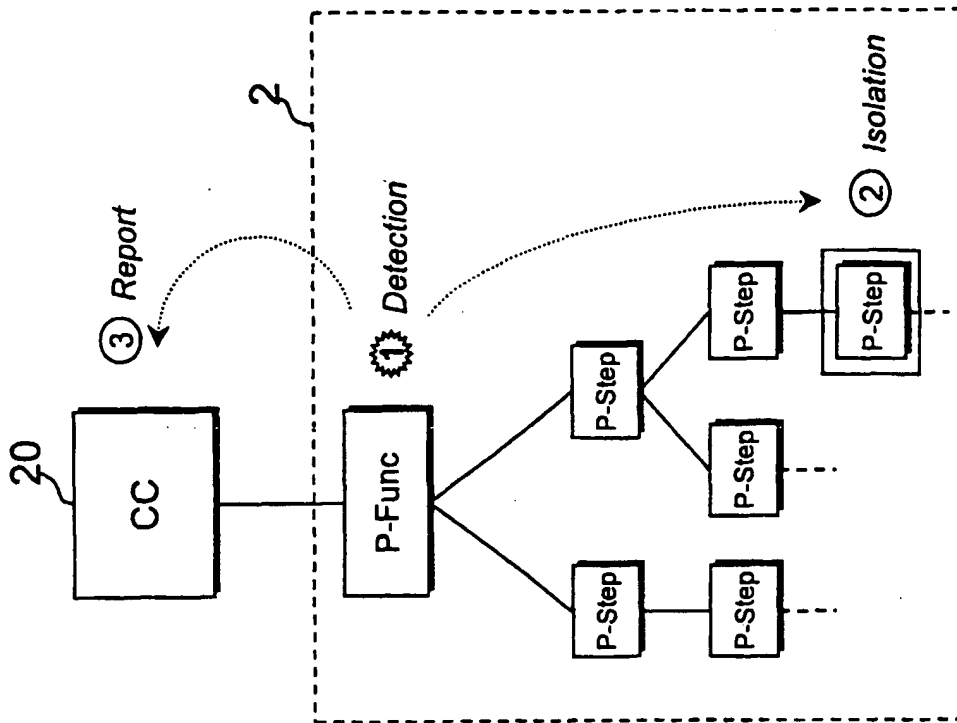 20
CC
3 Report
2
P-Func
1 Detection
P-Step
P-Step
P-Step
P-Step
P-Step
P-Step
2 Isolation